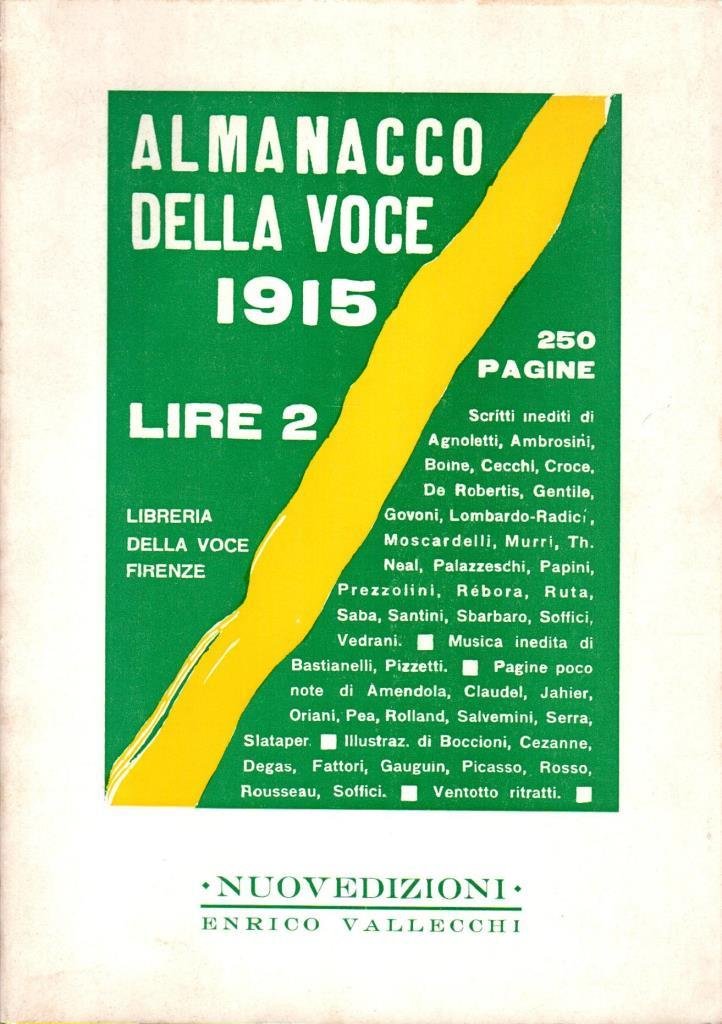 ALMANACCO
DELLA VOCE
1915
250
PAGINE
LIRE 2
LIBRERIA
DELLA VOCE
FIRENZE
Scritti inediti di
Agnoletti, Ambrosini,
Boine, Cecchi, Croce,
De Robertis, Gentile,
Govoni, Lombardo-Radici,
Moscardelli, Murri, Th.
Neal, Palazzeschi, Papini,
Prezzolini, Rébora, Ruta,
Saba, Santini, Sbarbaro, Soffici,
Vedrani. ■ Musica inedita di
Bastianelli, Pizzetti. ■ Pagine poco
note di Amendola, Claudel, Jahier,
Oriani, Pea, Rolland, Salvemini, Serra,
Slataper. ■ Illustraz. di Boccioni, Cezanne,
Degas, Fattori, Gauguin, Picasso, Rosso,
Rousseau, Soffici. ■ Ventotto ritratti. ■
·NUOVEDIZIONI·
ENRICO VALLECCHI